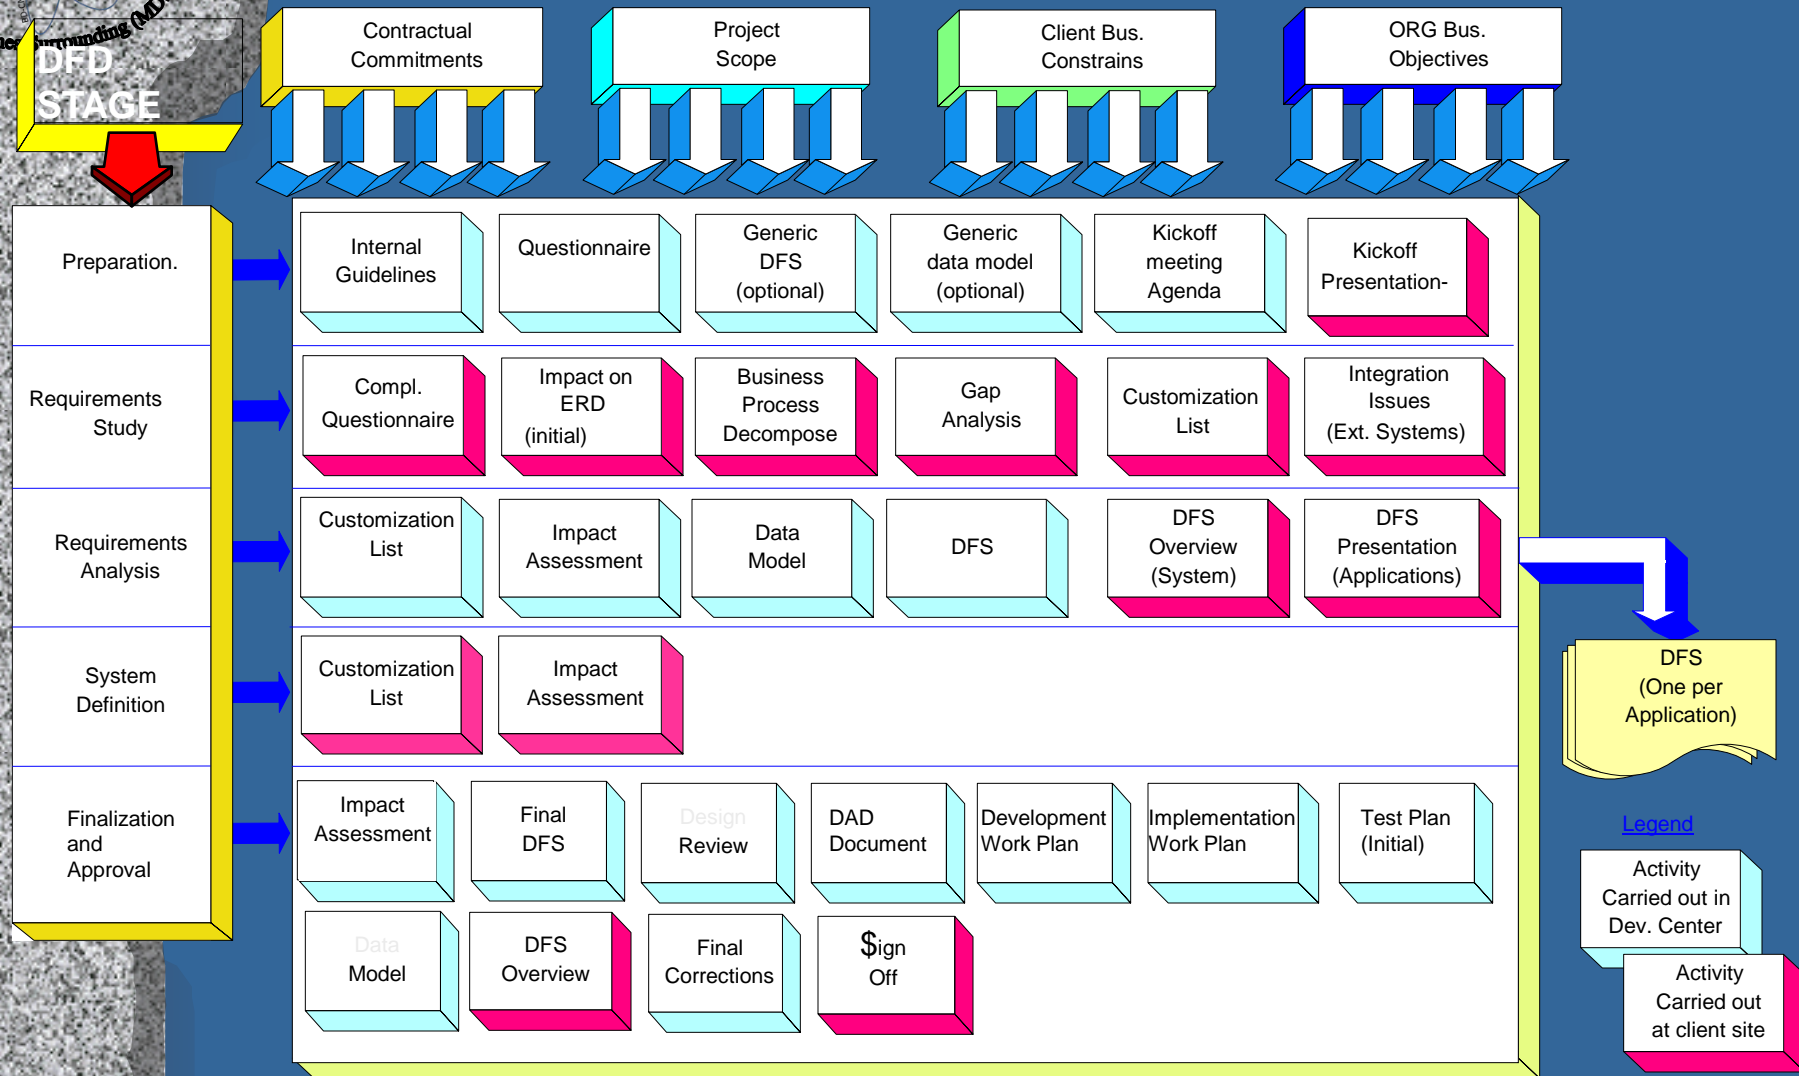 Surrounding (MD
DFD
STAGE
Contractual
Commitments
Project
Scope
Client Bus.
Constrains
ORG Bus.
Objectives
Preparation.
Internal
Guidelines
Questionnaire
Generic
DFS
(optional)
Generic
data model
(optional)
Kickoff
meeting
Agenda
Kickoff
Presentation-
Requirements
Study
Compl.
Questionnaire
Impact on
ERD
(initial)
Business
Process
Decompose
Gap
Analysis
Customization
List
Integration
Issues
(Ext. Systems)
Requirements
Analysis
Customization
List
Impact
Assessment
Data
Model
DFS
DFS
Overview
(System)
DFS
Presentation
(Applications)
System
Definition
Customization
List
Impact
Assessment
DFS
(One per
Application)
Finalization
and
Approval
Impact
Assessment
Final
DFS
Design
Review
DAD
Document
Development
Work Plan
Implementation
Work Plan
Test Plan
(Initial)
Data
Model
DFS
Overview
Final
Corrections
$ign
Off
Legend
Activity
Carried out in
Dev. Center
Activity
Carried out
at client site